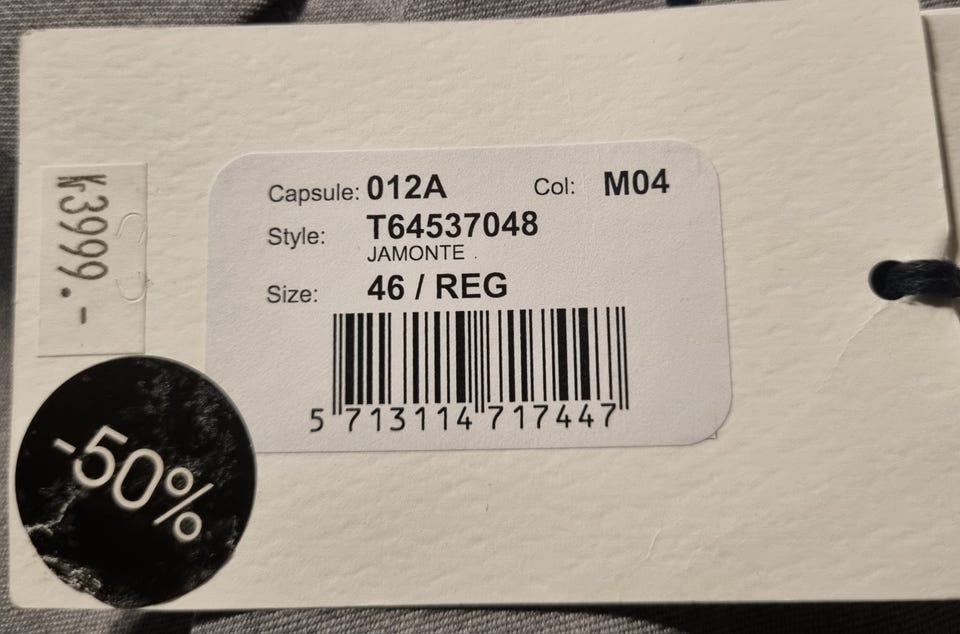 Capsule: 012A Col: M04
Style: T64537048
JAMONTE
Size: 46 / REG
5 713114 717447
Kr3999.-
-50%